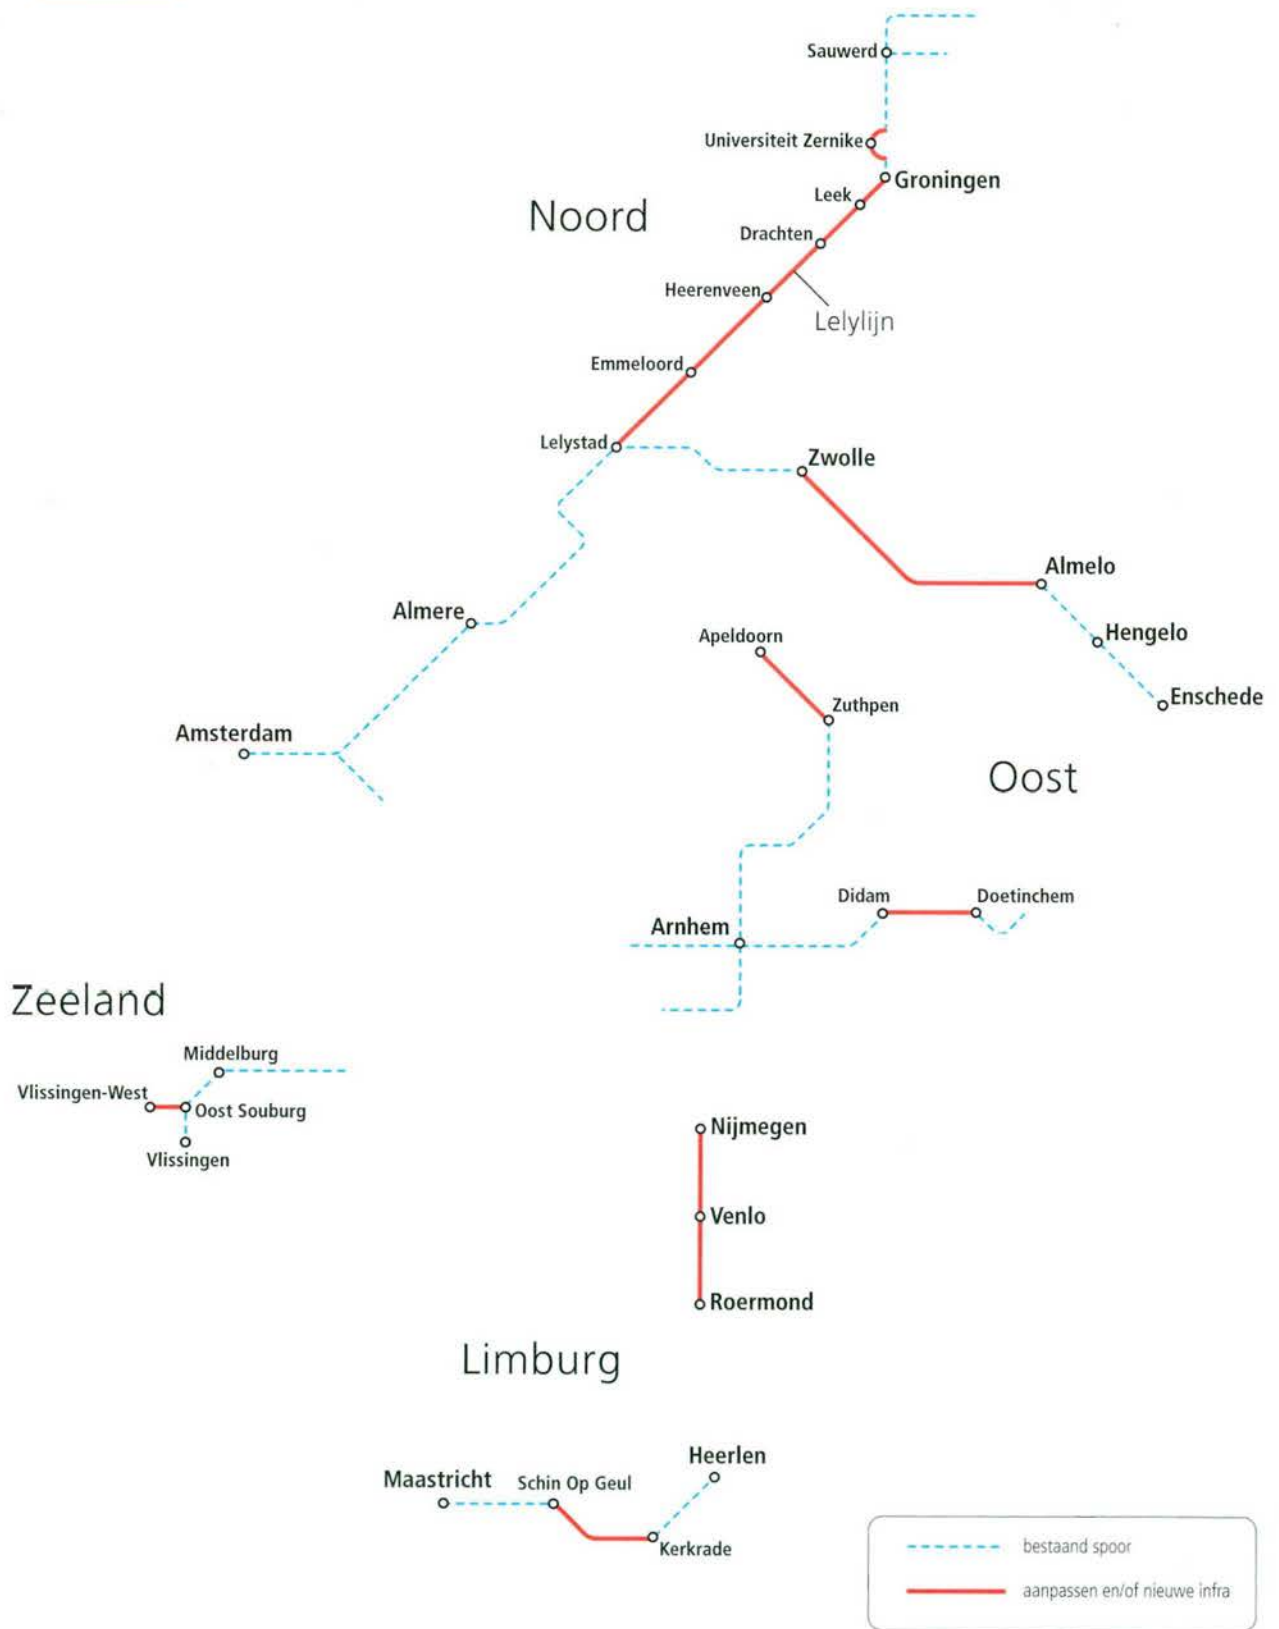 Sauwerd
Universiteit Zernike
Groningen
Leek
Noord
Drachten
Heerenveen
Lelylijn
Emmeloord
Lelystad
Zwolle
Almelo
Almere
Hengelo
Apeldoorn
Enschede
Zuthpen
Amsterdam
Oost
Didam
Doetinchem
Arnhem
Zeeland
Middelburg
Vlissingen-West
Oost Souburg
Vlissingen
Nijmegen
Venlo
Roermond
Limburg
Heerlen
Maastricht
Schin Op Geul
Kerkrade
bestaand spoor
aanpassen en/of nieuwe infra